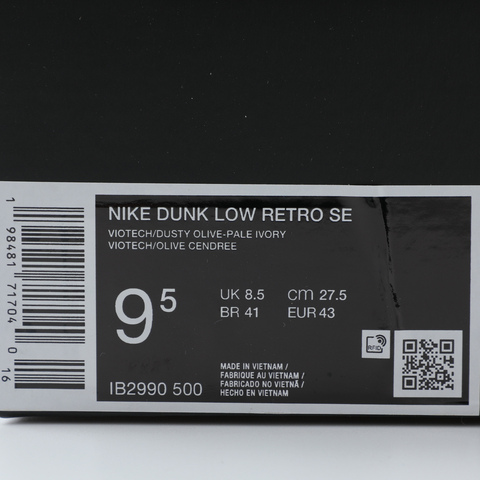 NIKE DUNK LOW RETRO SE
VIOTECH/DUSTY OLIVE-PALE IVORY
VIOTECH/OLIVE CENDREE
9⁵
UK 8.5 cm 27.5
BR 41 EUR 43
RFID
MADE IN VIETNAM /
FABRIQUE AU VIETNAM /
FABRICADO NO VIETNÃ /
HECHO EN VIETNAM
IB2990 500
1 98481 71704 0 16